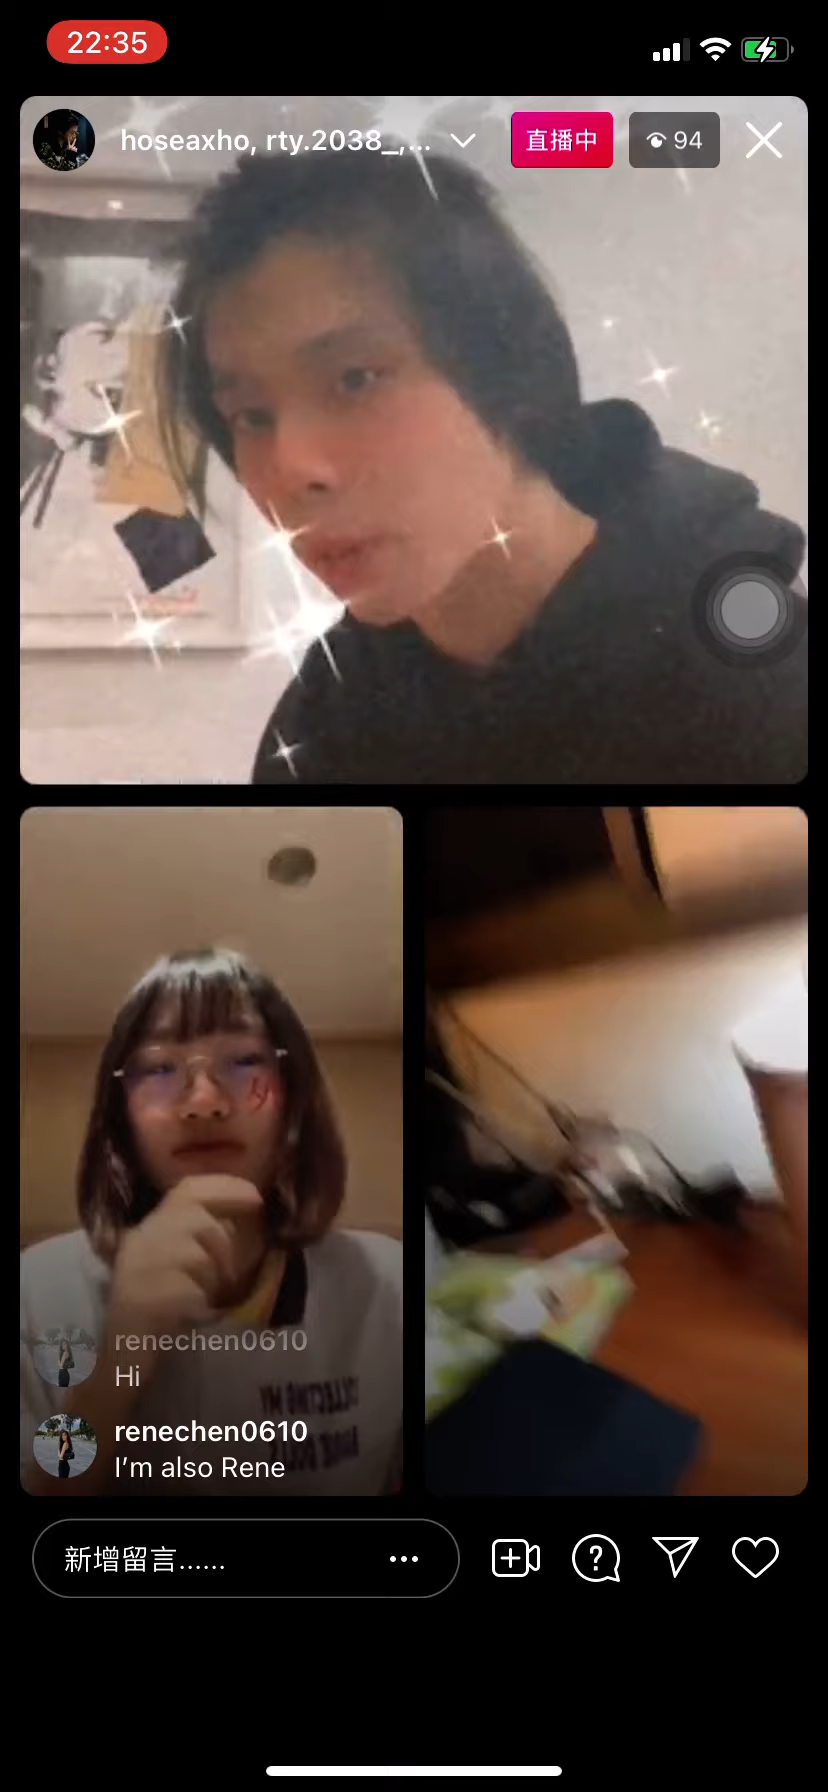 22:35
hoseaxho, rty.2038_,...
直播中
94
renechen0610
Hi
renechen0610
I'm also Rene
新增留言......